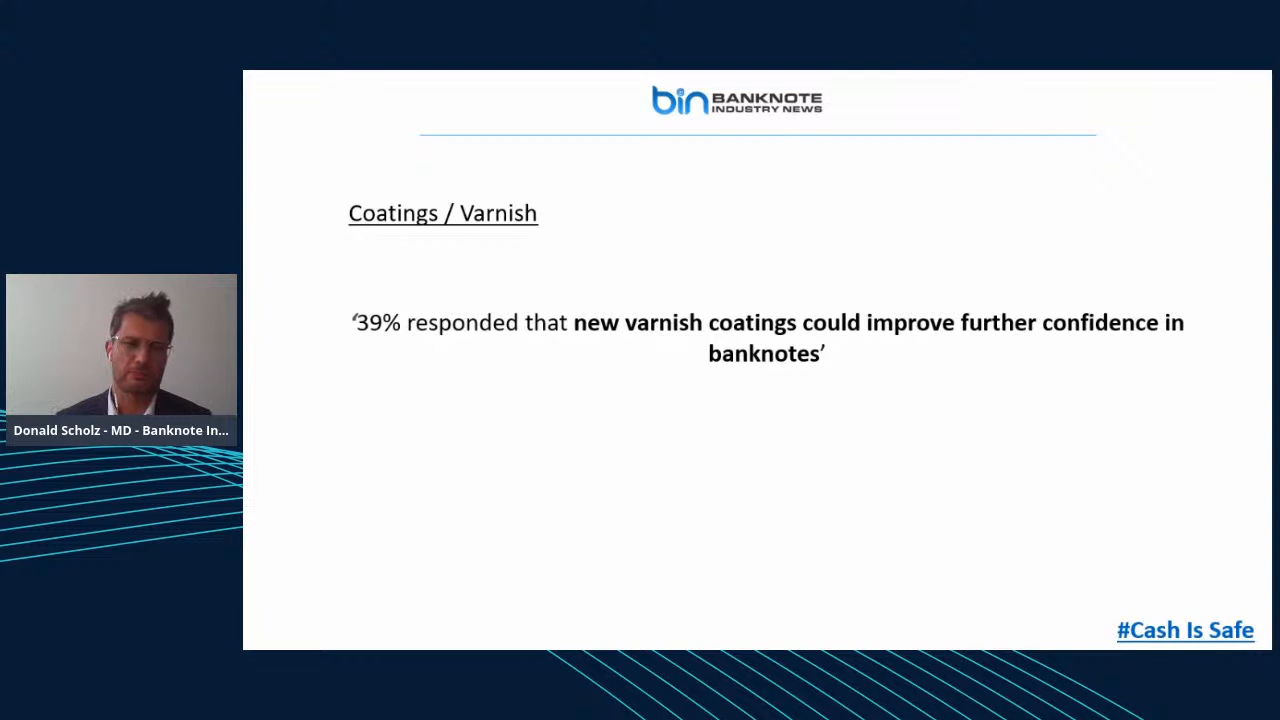 bin BANKNOTE
INDUSTRY NEWS
Coatings / Varnish
‘39% responded that new varnish coatings could improve further confidence in
banknotes’
Donald Scholz - MD - Banknote In...
#Cash Is Safe